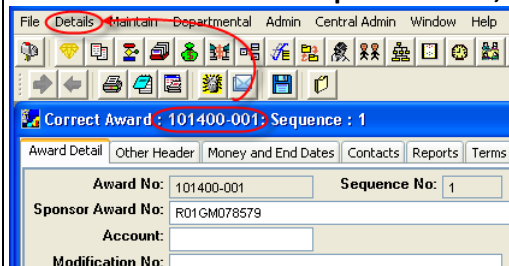 File Details Maintain Departmental Admin Central Admin Window Help
Correct Award : 101400-001: Sequence : 1
Award Detail Other Header Money and End Dates Contacts Reports Terms
Award No: 101400-001 Sequence No: 1
Sponsor Award No: R01GM078579
Account:
Modification No: